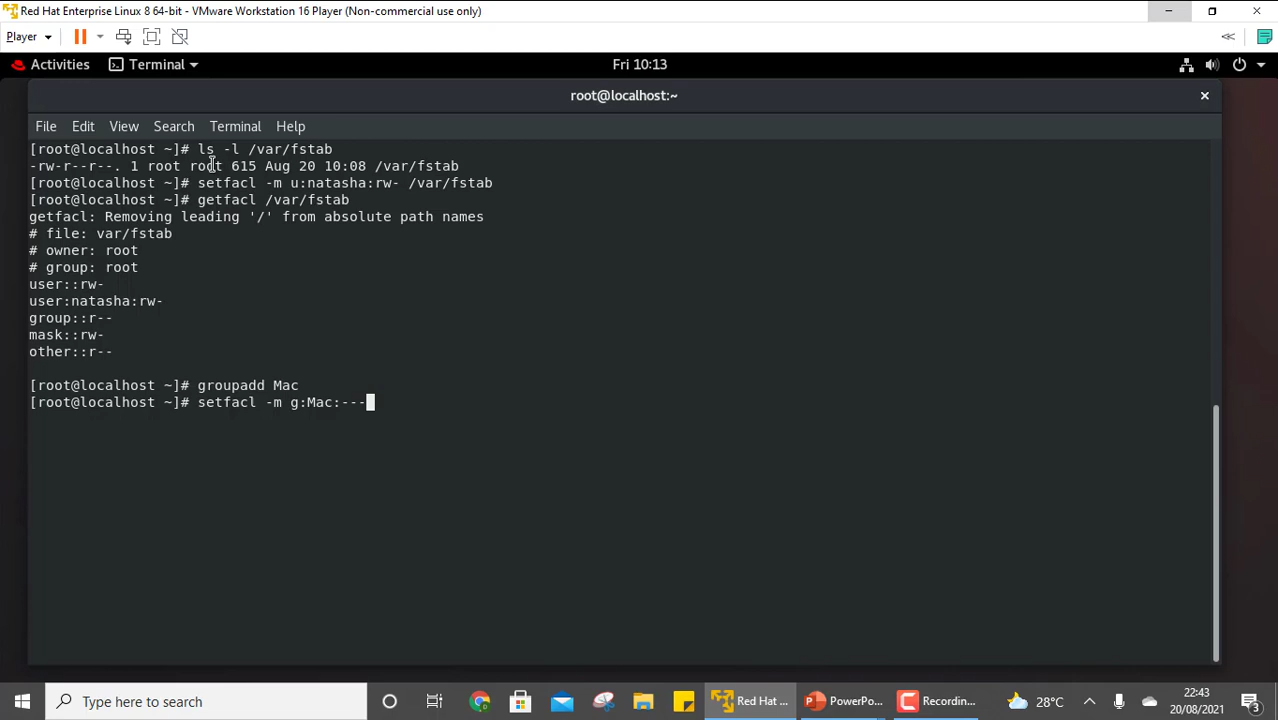 Red Hat Enterprise Linux 8 64-bit - VMware Workstation 16 Player (Non-commercial use only)
Player
Activities Terminal Fri 10:13
root@localhost:~
File Edit View Search Terminal Help
[root@localhost ~]# ls -l /var/fstab
-rw-r--r--. 1 root root 615 Aug 20 10:08 /var/fstab
[root@localhost ~]# setfacl -m u:natasha:rw- /var/fstab
[root@localhost ~]# getfacl /var/fstab
getfacl: Removing leading '/' from absolute path names
# file: var/fstab
# owner: root
# group: root
user::rw-
user:natasha:rw-
group::r--
mask::rw-
other::r--
[root@localhost ~]# groupadd Mac
[root@localhost ~]# setfacl -m g:Mac:---
Type here to search
Red Hat ...
PowerPo...
Recordin...
28°C
22:43
20/08/2021
3